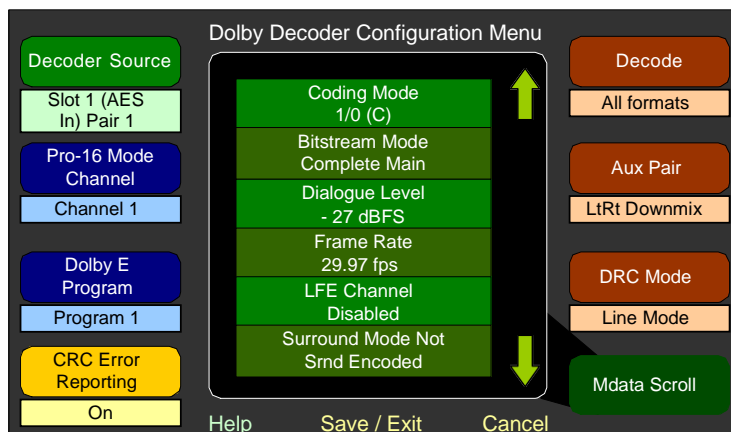 Dolby Decoder Configuration Menu
Decoder Source
Slot 1 (AES
In) Pair 1
Pro-16 Mode
Channel
Channel 1
Dolby E
Program
Program 1
CRC Error
Reporting
On
Coding Mode
1/0 (C)
Bitstream Mode
Complete Main
Dialogue Level
- 27 dBFS
Frame Rate
29.97 fps
LFE Channel
Disabled
Surround Mode Not
Srnd Encoded
Decode
All formats
Aux Pair
LtRt Downmix
DRC Mode
Line Mode
Mdata Scroll
Help
Save / Exit
Cancel